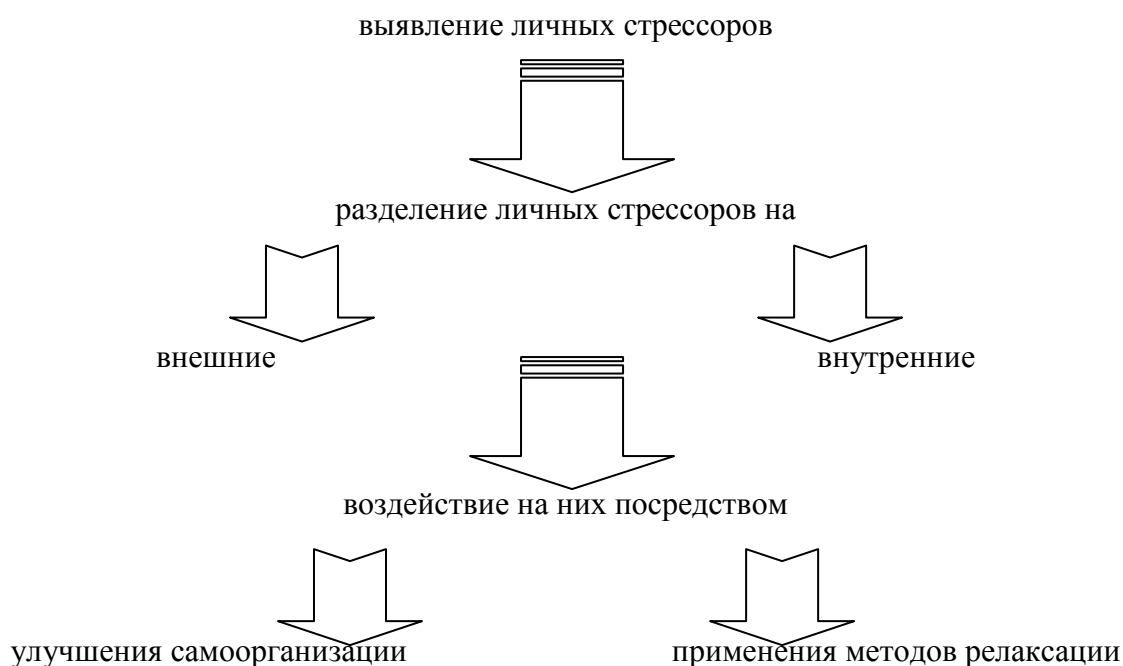 выявление личных стрессоров
разделение личных стрессоров на
внешние внутренние
воздействие на них посредством
улучшения самоорганизации применения методов релаксации